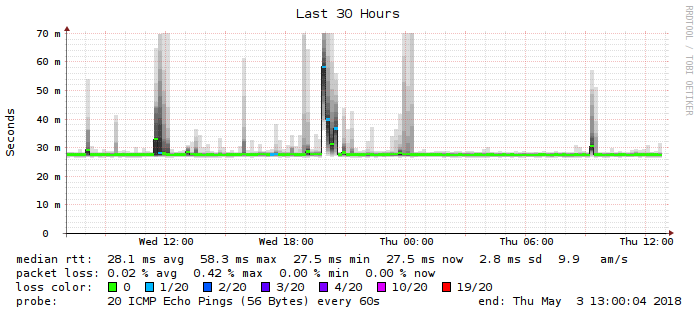 Last 30 Hours
RRDTOOL / TOBI OETIKER
Seconds
70 m
60 m
50 m
40 m
30 m
20 m
10 m
0
Wed 12:00 Wed 18:00 Thu 00:00 Thu 06:00 Thu 12:00
median rtt: 28.1 ms avg 58.3 ms max 27.5 ms min 27.5 ms now 2.8 ms sd 9.9 am/s
packet loss: 0.02 % avg 0.42 % max 0.00 % min 0.00 % now
loss color: 0 1/20 2/20 3/20 4/20 10/20 19/20
probe: 20 ICMP Echo Pings (56 Bytes) every 60s end: Thu May 3 13:00:04 2018